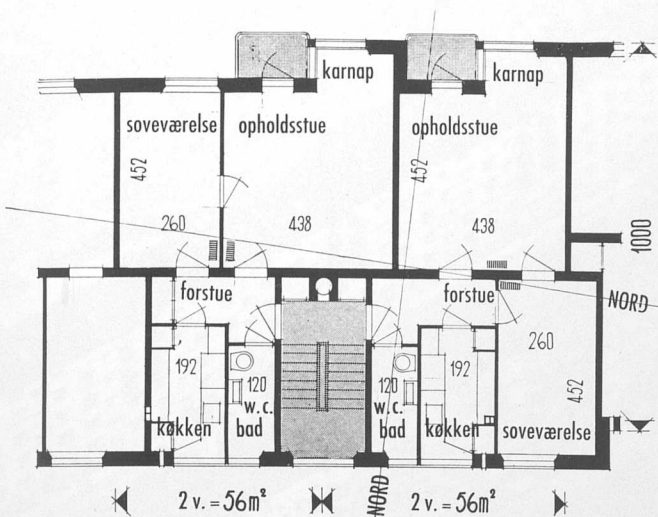 karnap
karnap
soveværelse
opholdsstue
opholdsstue
452
452
260
438
438
1000
forstue
forstue
NORD
260
192
120
120
192
452
w.c.
w.c.
køkken
bad
bad
køkken
soveværelse
2 v. = 56m²
NORD
2 v. = 56m²